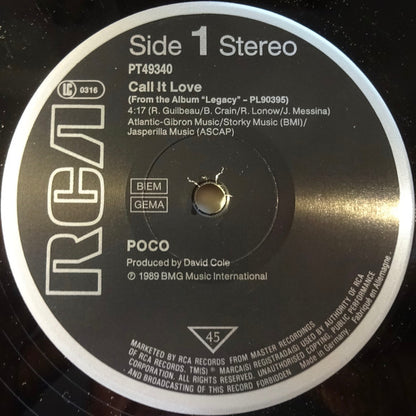 Side 1 Stereo
PT49340
LC 0316
Call It Love
(From the Album "Legacy" – PL90395)
4:17 (R. Guilbeau/B. Crain/R. Lonow/J. Messina)
Atlantic-Gibron Music/Storky Music (BMI)/
Jasperilla Music (ASCAP)
RCA
BIEM
GEMA
POCO
Produced by David Cole
℗ 1989 BMG Music International
45
MARKETED BY RCA RECORDS FROM MASTER RECORDINGS
OF RCA RECORDS. TM(S) ® MARCA(S) REGISTRADA(S) USED BY AUTHORITY OF RCA
CORPORATION. ALL RIGHTS RESERVED. UNAUTHORISED COPYING, PUBLIC PERFORMANCE
AND BROADCASTING OF THIS RECORD FORBIDDEN
Made in Germany. Fabriqué en Allemagne.